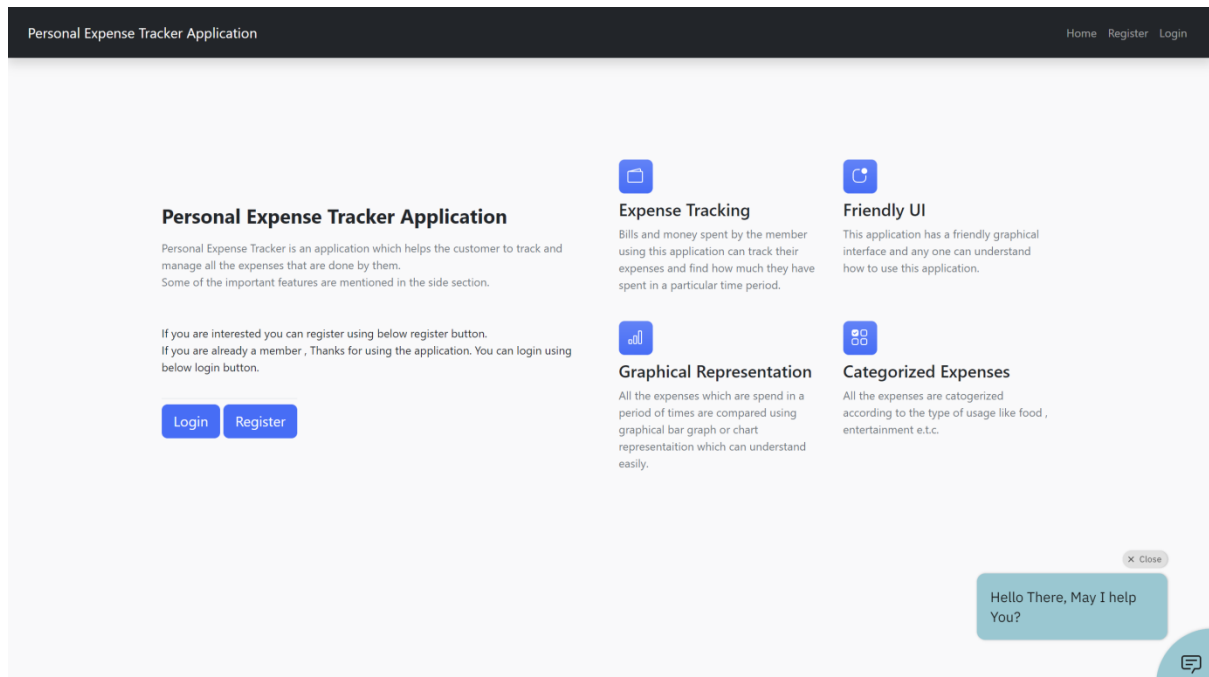 Personal Expense Tracker Application
Home Register Login
Personal Expense Tracker Application
Personal Expense Tracker is an application which helps the customer to track and
manage all the expenses that are done by them.
Some of the important features are mentioned in the side section.
If you are interested you can register using below register button.
If you are already a member , Thanks for using the application. You can login using
below login button.
Login Register
Expense Tracking
Bills and money spent by the member
using this application can track their
expenses and find how much they have
spent in a particular time period.
Friendly UI
This application has a friendly graphical
interface and any one can understand
how to use this application.
Graphical Representation
All the expenses which are spend in a
period of times are compared using
graphical bar graph or chart
representaition which can understand
easily.
Categorized Expenses
All the expenses are catogerized
according to the type of usage like food ,
entertainment e.t.c.
× Close
Hello There, May I help
You?